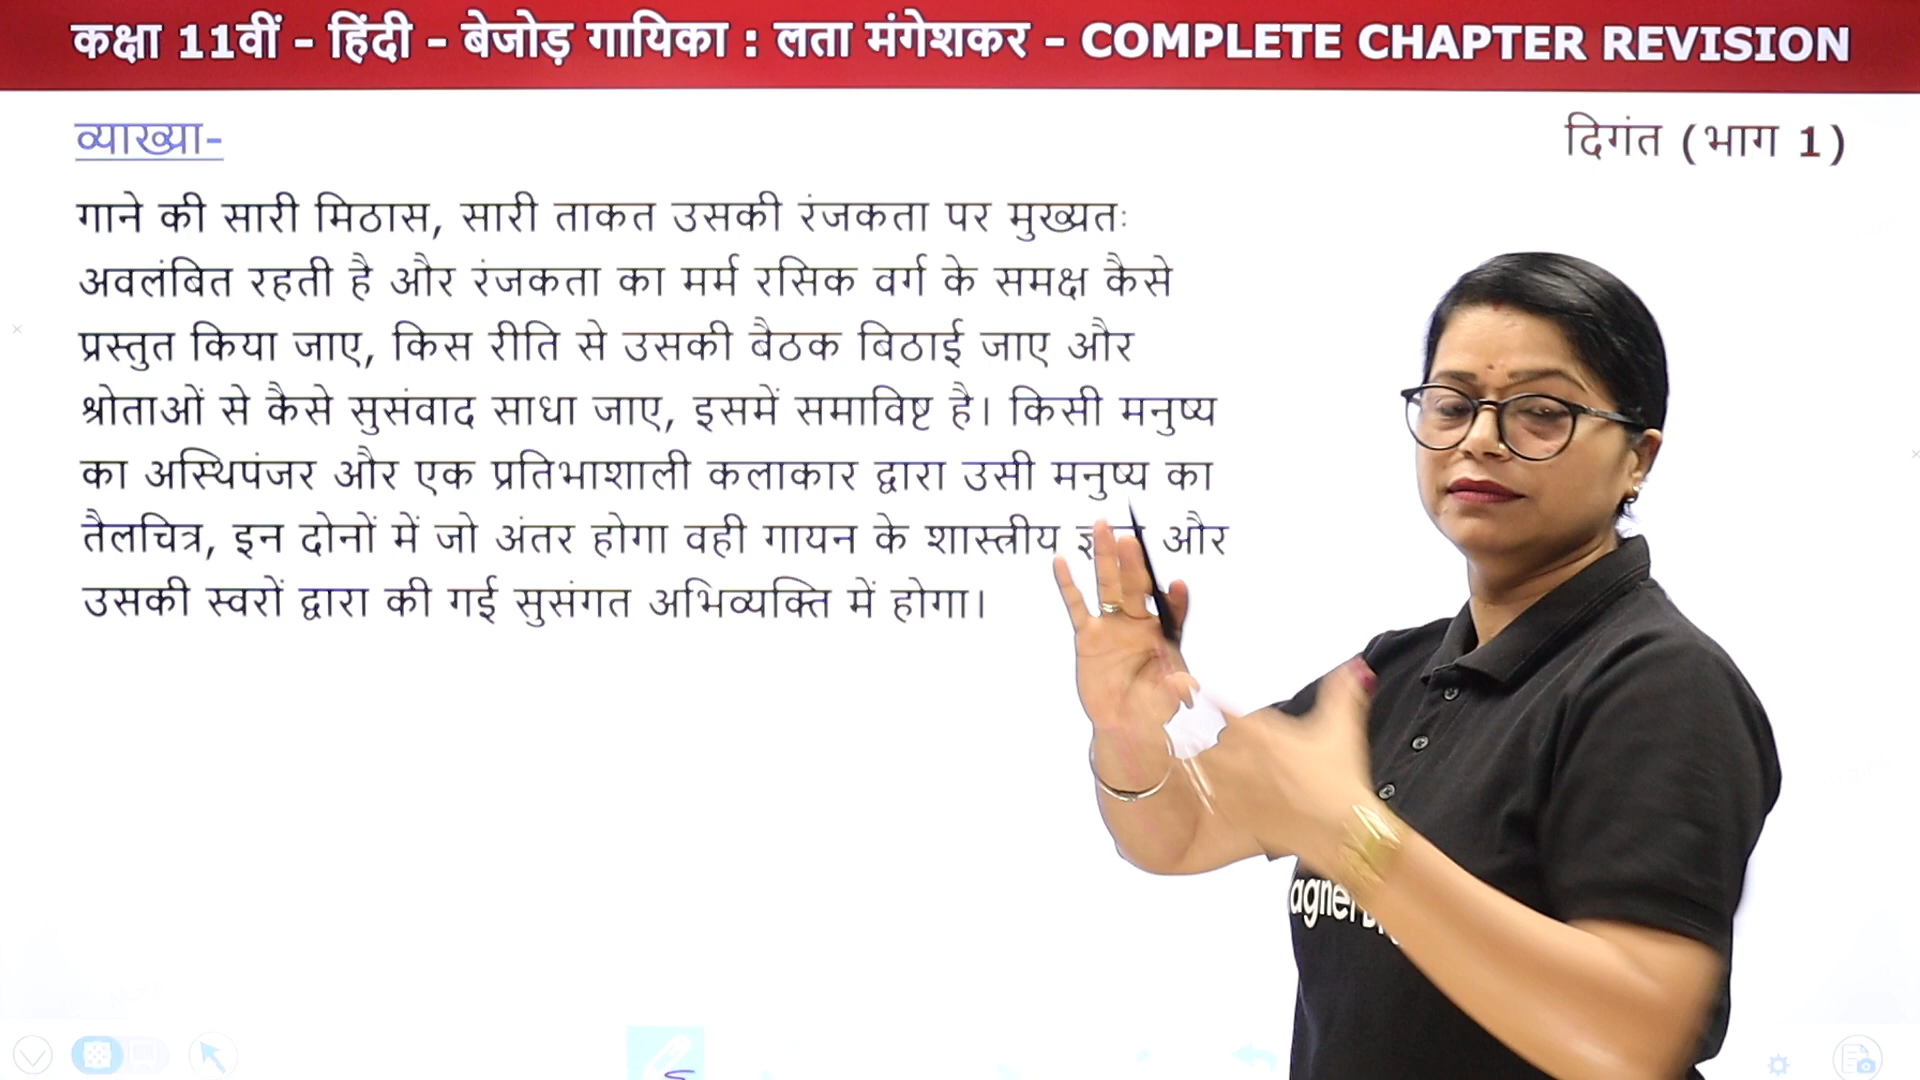 कक्षा 11वीं - हिंदी - बेजोड़ गायिका : लता मंगेशकर - COMPLETE CHAPTER REVISION
व्याख्या-
दिगंत (भाग 1)
गाने की सारी मिठास, सारी ताकत उसकी रंजकता पर मुख्यतः
अवलंबित रहती है और रंजकता का मर्म रसिक वर्ग के समक्ष कैसे
प्रस्तुत किया जाए, किस रीति से उसकी बैठक बिठाई जाए और
श्रोताओं से कैसे सुसंवाद साधा जाए, इसमें समाविष्ट है। किसी मनुष्य
का अस्थिपंजर और एक प्रतिभाशाली कलाकार द्वारा उसी मनुष्य का
तैलचित्र, इन दोनों में जो अंतर होगा वही गायन के शास्त्रीय और
उसकी स्वरों द्वारा की गई सुसंगत अभिव्यक्ति में होगा।